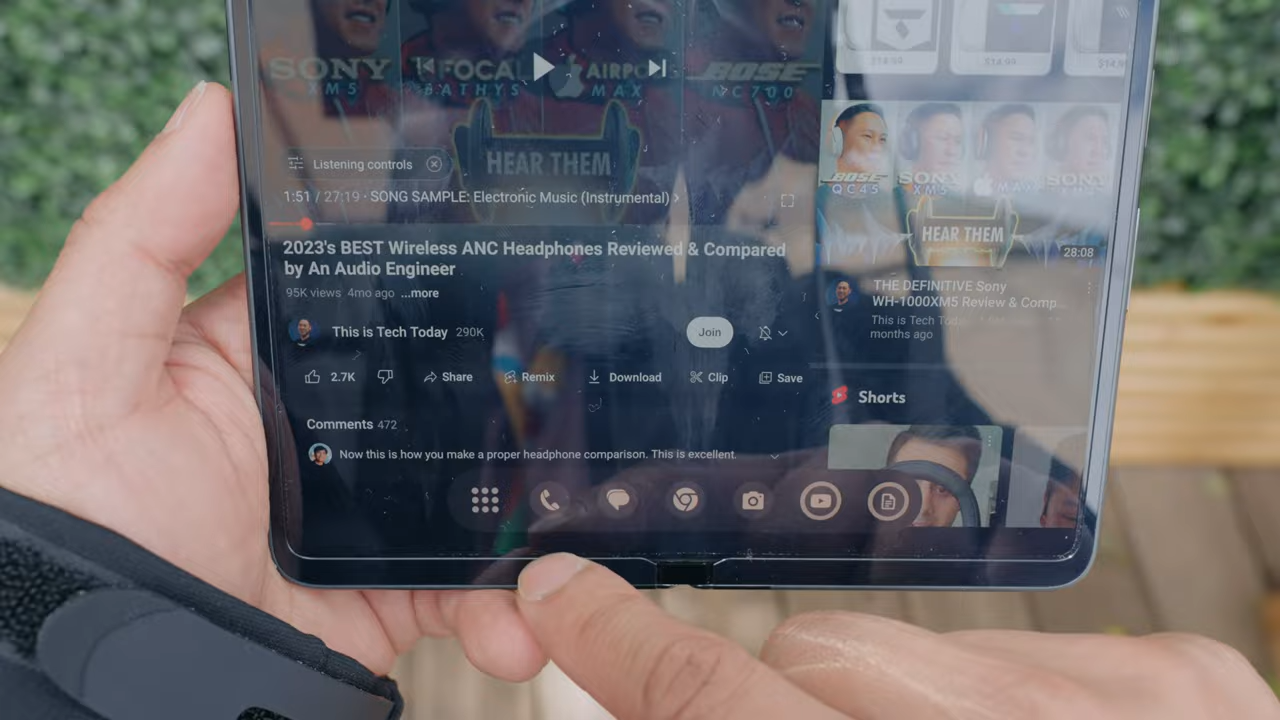 SONY
XM5
FOCAL
BATHYS
AIRPO
MAX
BOSE
NC700
HEAR THEM
Listening controls
1:51 / 27:19 · SONG SAMPLE: Electronic Music (Instrumental) >
2023's BEST Wireless ANC Headphones Reviewed & Compared
by An Audio Engineer
95K views 4mo ago ...more
This is Tech Today 290K
Join
2.7K
Share
Remix
Download
Clip
Save
Comments 472
Now this is how you make a proper headphone comparison. This is excellent.
$14.99
BOSE
QC45
SONY
XM5
MAX
SONY
HEAR THEM
28:08
THE DEFINITIVE Sony
WH-1000XM5 Review & Comp...
This is Tech
months ago
Shorts